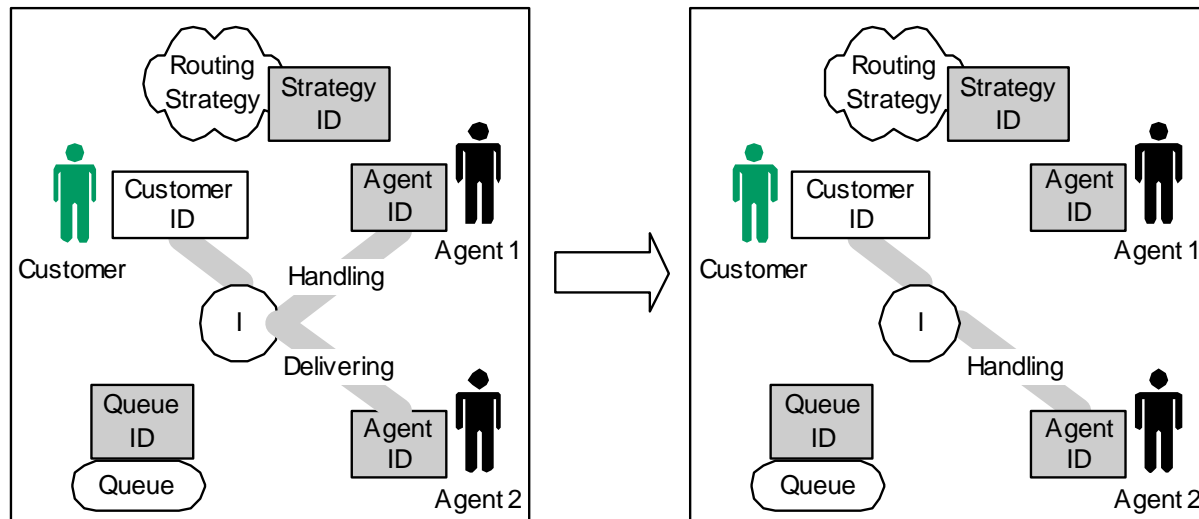 Routing
Strategy
Strategy
ID
Customer
ID
Agent
ID
Customer
Agent 1
Handling
I
Delivering
Queue
ID
Agent
ID
Queue
Agent 2
Routing
Strategy
Strategy
ID
Customer
ID
Agent
ID
Customer
Agent 1
I
Handling
Queue
ID
Agent
ID
Queue
Agent 2